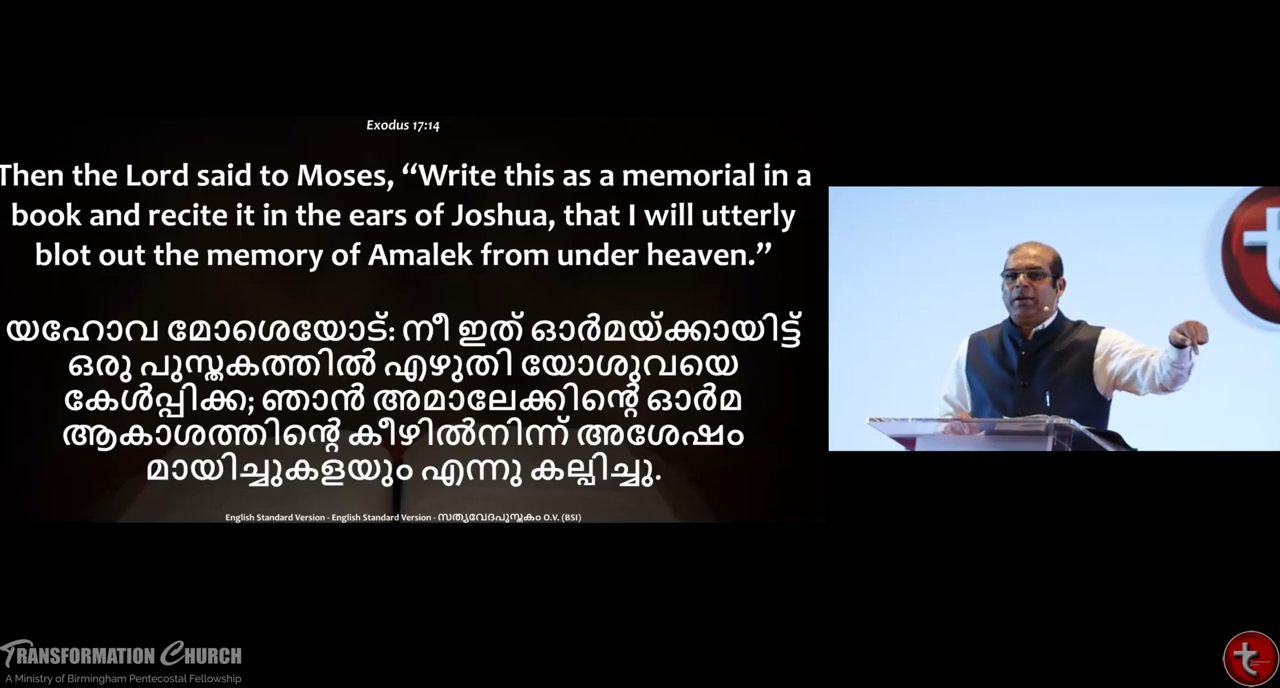 Exodus 17:14
Then the Lord said to Moses, “Write this as a memorial in a
book and recite it in the ears of Joshua, that I will utterly
blot out the memory of Amalek from under heaven.”
യഹോവ മോശെയോട്: നീ ഇത് ഓർമയ്ക്കായിട്ട്
ഒരു പുസ്തകത്തിൽ എഴുതി യോശുവയെ
കേൾപ്പിക്ക; ഞാൻ അമാലേക്കിന്റെ ഓർമ
ആകാശത്തിന്റെ കീഴിൽനിന്ന് അശേഷം
മായിച്ചുകളയും എന്നു കല്പിച്ചു.
English Standard Version - English Standard Version - സത്യവേദപുസ്തകം O.V. (BSI)
TRANSFORMATION CHURCH
A Ministry of Birmingham Pentecostal Fellowship